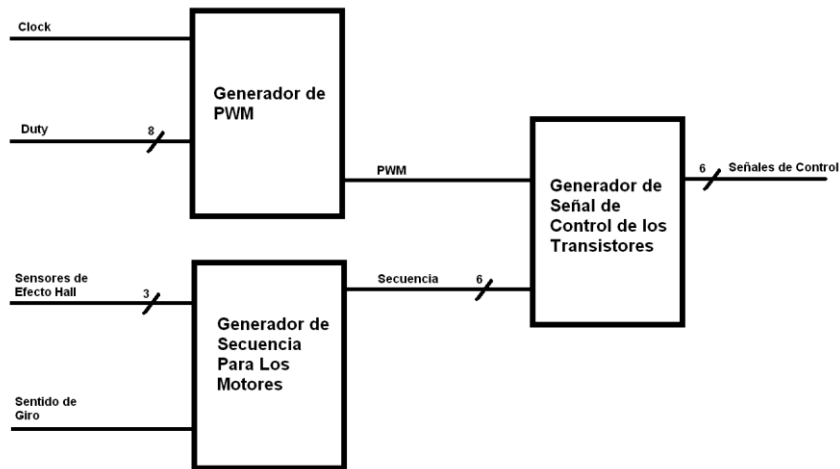 Clock
Generador de
PWM
Duty
8
PWM
Generador de
Señal de
Control de los
Transistores
6
Señales de Control
Sensores de
Efecto Hall
3
Generador de
Secuencia
Para Los
Motores
Secuencia
6
Sentido de
Giro